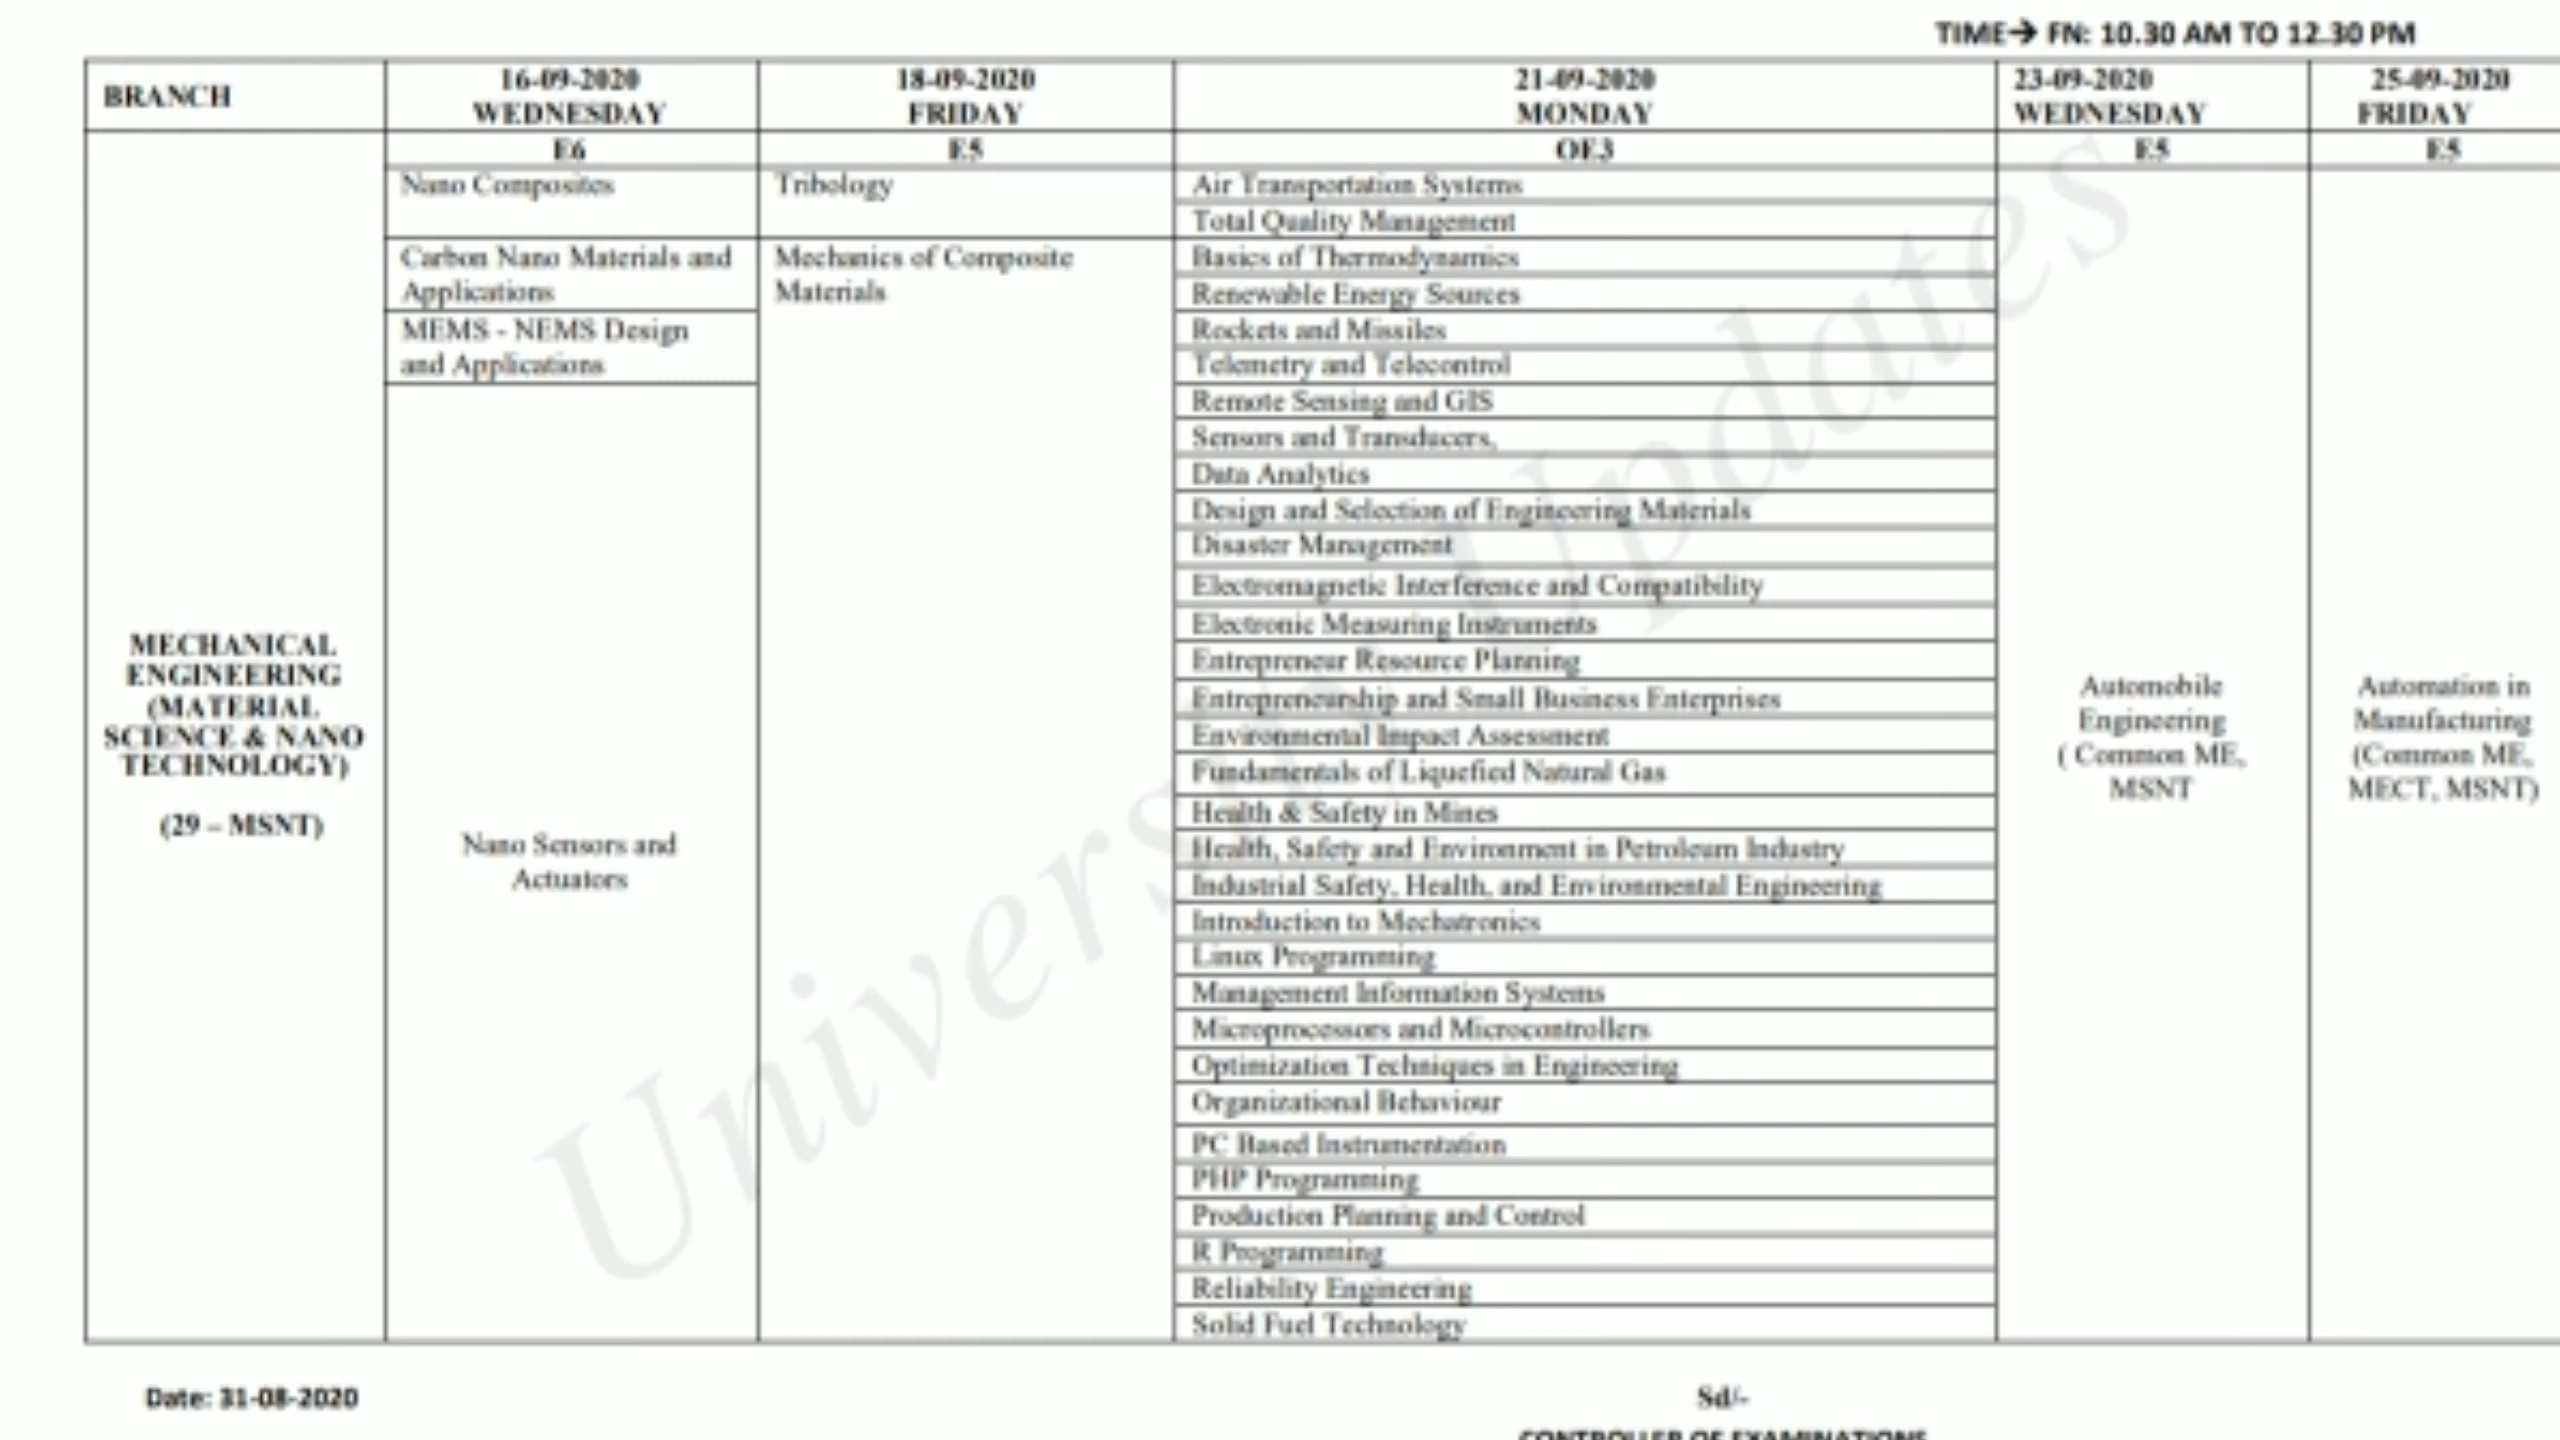 TIME→ FN: 10.30 AM TO 12.30 PM
BRANCH
16-09-2020
WEDNESDAY
18-09-2020
FRIDAY
21-09-2020
MONDAY
23-09-2020
WEDNESDAY
25-09-2020
FRIDAY
E6
E5
OE3
E5
E5
MECHANICAL
ENGINEERING
(MATERIAL
SCIENCE & NANO
TECHNOLOGY)
(29 – MSNT)
Nano Composites
Carbon Nano Materials and
Applications
MEMS - NEMS Design
and Applications
Nano Sensors and
Actuators
Tribology
Mechanics of Composite
Materials
Air Transportation Systems
Total Quality Management
Basics of Thermodynamics
Renewable Energy Sources
Rockets and Missiles
Telemetry and Telecontrol
Remote Sensing and GIS
Sensors and Transducers,
Data Analytics
Design and Selection of Engineering Materials
Disaster Management
Electromagnetic Interference and Compatibility
Electronic Measuring Instruments
Entrepreneur Resource Planning
Entrepreneurship and Small Business Enterprises
Environmental Impact Assessment
Fundamentals of Liquefied Natural Gas
Health & Safety in Mines
Health, Safety and Environment in Petroleum Industry
Industrial Safety, Health, and Environmental Engineering
Introduction to Mechatronics
Linux Programming
Management Information Systems
Microprocessors and Microcontrollers
Optimization Techniques in Engineering
Organizational Behaviour
PC Based Instrumentation
PHP Programming
Production Planning and Control
R Programming
Reliability Engineering
Solid Fuel Technology
Automobile
Engineering
( Common ME,
MSNT
Automation in
Manufacturing
(Common ME,
MECT, MSNT)
Date: 31-08-2020
Sd/-
CONTROLLER OF EXAMINATIONS
Updates